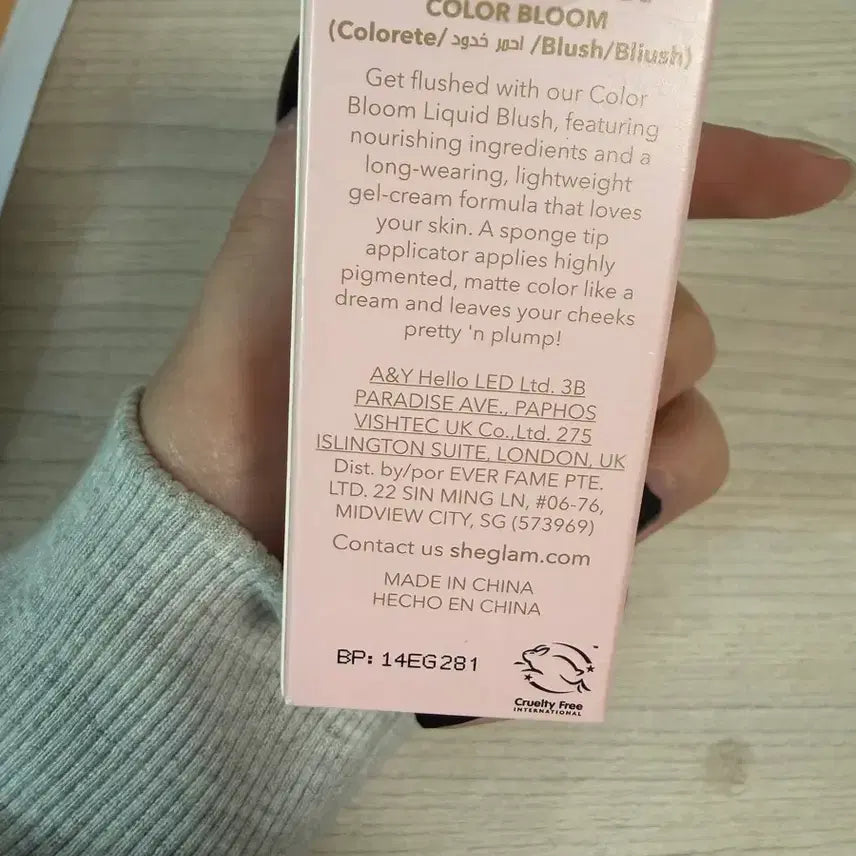 COLOR BLOOM
(Colorete/ احمر خدود /Blush/Bliush)
Get flushed with our Color
Bloom Liquid Blush, featuring
nourishing ingredients and a
long-wearing, lightweight
gel-cream formula that loves
your skin. A sponge tip
applicator applies highly
pigmented, matte color like a
dream and leaves your cheeks
pretty 'n plump!
A&Y Hello LED Ltd. 3B
PARADISE AVE., PAPHOS
VISHTEC UK Co.,Ltd. 275
ISLINGTON SUITE, LONDON, UK
Dist. by/por EVER FAME PTE.
LTD. 22 SIN MING LN, #06-76,
MIDVIEW CITY, SG (573969)
Contact us sheglam.com
MADE IN CHINA
HECHO EN CHINA
BP: 14EG281
Cruelty Free
INTERNATIONAL